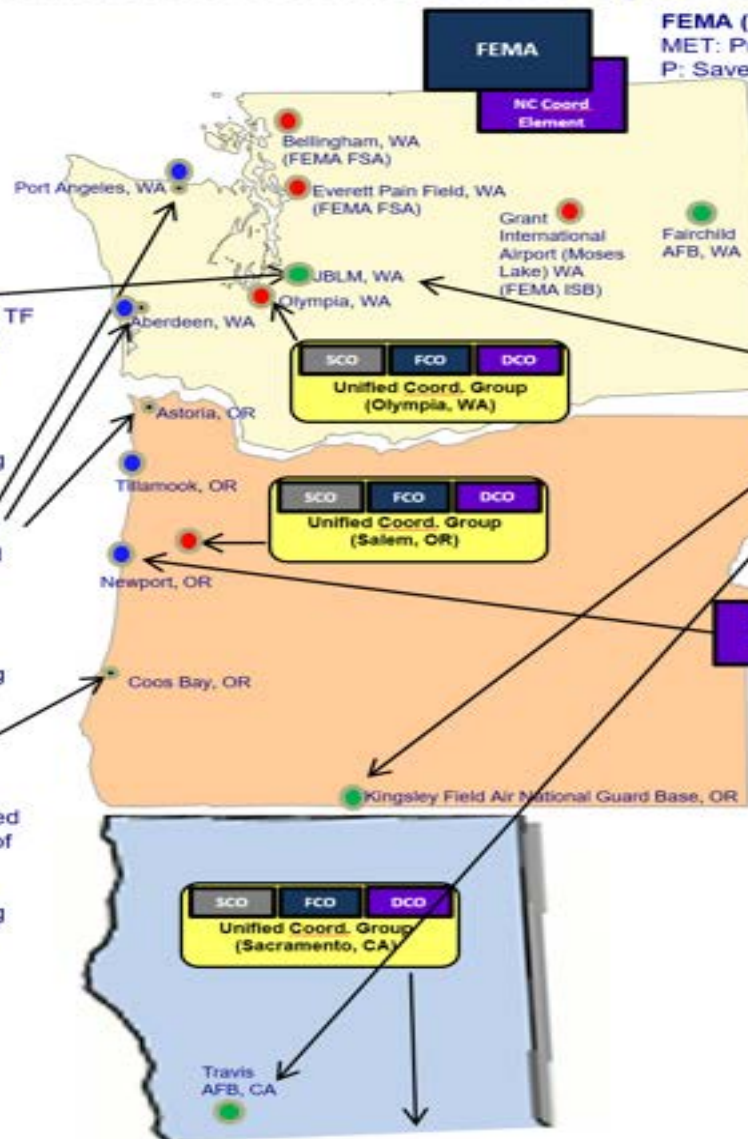 FEMA (
MET: P
P: Save
FEMA
NC Coord.
Element
Bellingham, WA
(FEMA FSA)
Port Angeles, WA
Everett Pain Field, WA
(FEMA FSA)
Grant
International
Airport (Moses
Lake) WA
(FEMA ISB)
Fairchild
AFB, WA
JBLM, WA
TF
Olympia, WA
Aberdeen, WA
SCO FCO DCO
Unified Coord. Group
(Olympia, WA)
Astoria, OR
Tillamook, OR
SCO FCO DCO
Unified Coord. Group
(Salem, OR)
Newport, OR
Coos Bay, OR
Kingsley Field Air National Guard Base, OR
ed
of
SCO FCO DCO
Unified Coord. Group
(Sacramento, CA)
Travis
AFB, CA